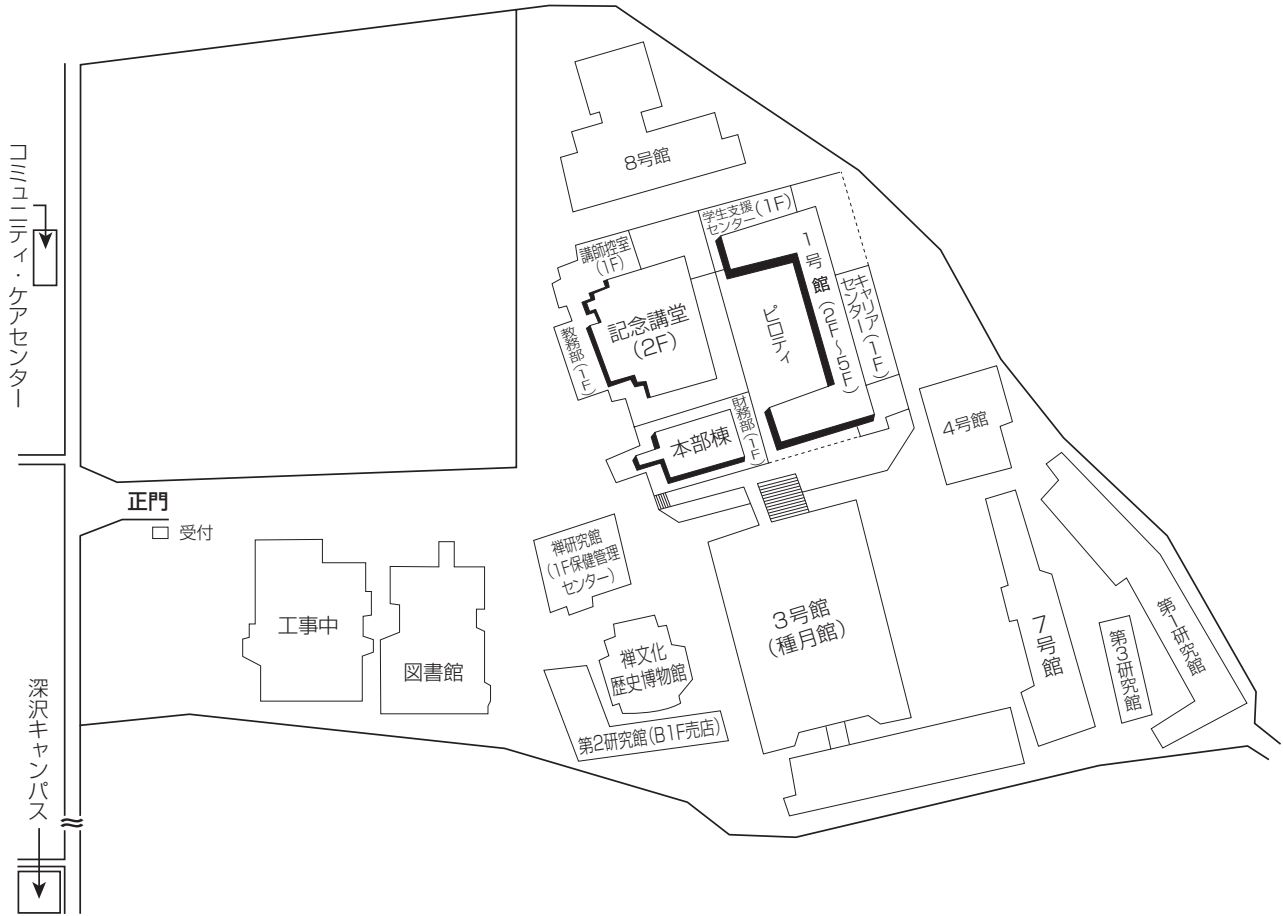 8号館
コミュニティ・ケアセンター
学生支援
センター(1F)
講師控室
(1F)
1号館(2F〜5F)
キャリア
センター(1F)
記念講堂
(2F)
ピロティ
教務部(1F)
財務部(1F)
本部棟
4号館
正門
受付
禅研究館
(1F保健管理
センター)
工事中
図書館
禅文化
歴史博物館
3号館
(種月館)
7号館
第1研究館
第3研究館
第2研究館(B1F売店)
深沢キャンパス